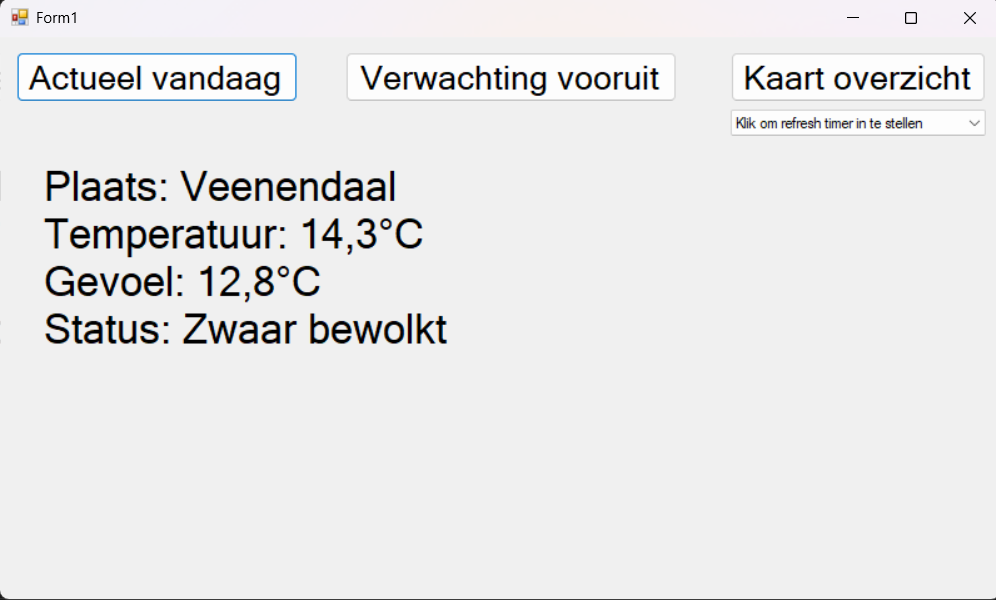 Form1
Actueel vandaag
Verwachting vooruit
Kaart overzicht
Klik om refresh timer in te stellen
Plaats: Veenendaal
Temperatuur: 14,3°C
Gevoel: 12,8°C
Status: Zwaar bewolkt